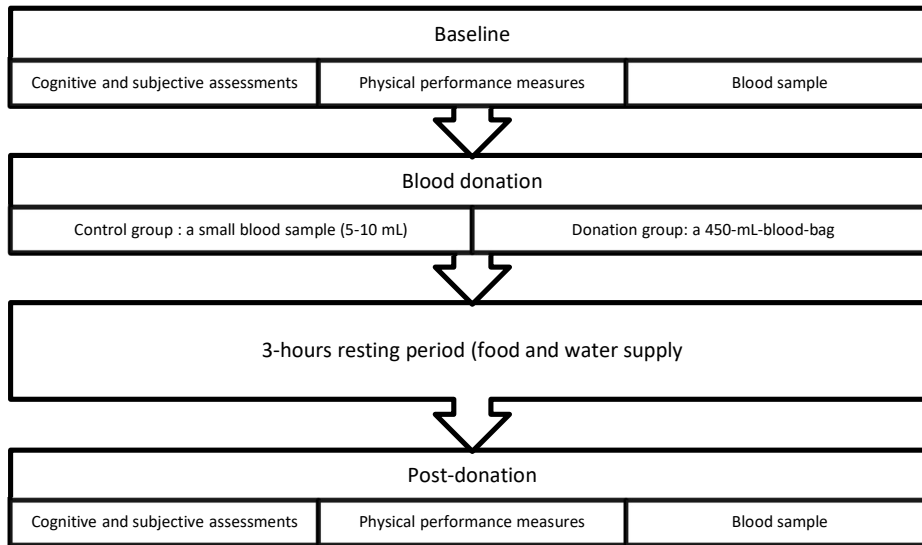 Baseline
Cognitive and subjective assessments
Physical performance measures
Blood sample
Blood donation
Control group : a small blood sample (5-10 mL)
Donation group: a 450-mL-blood-bag
3-hours resting period (food and water supply
Post-donation
Cognitive and subjective assessments
Physical performance measures
Blood sample